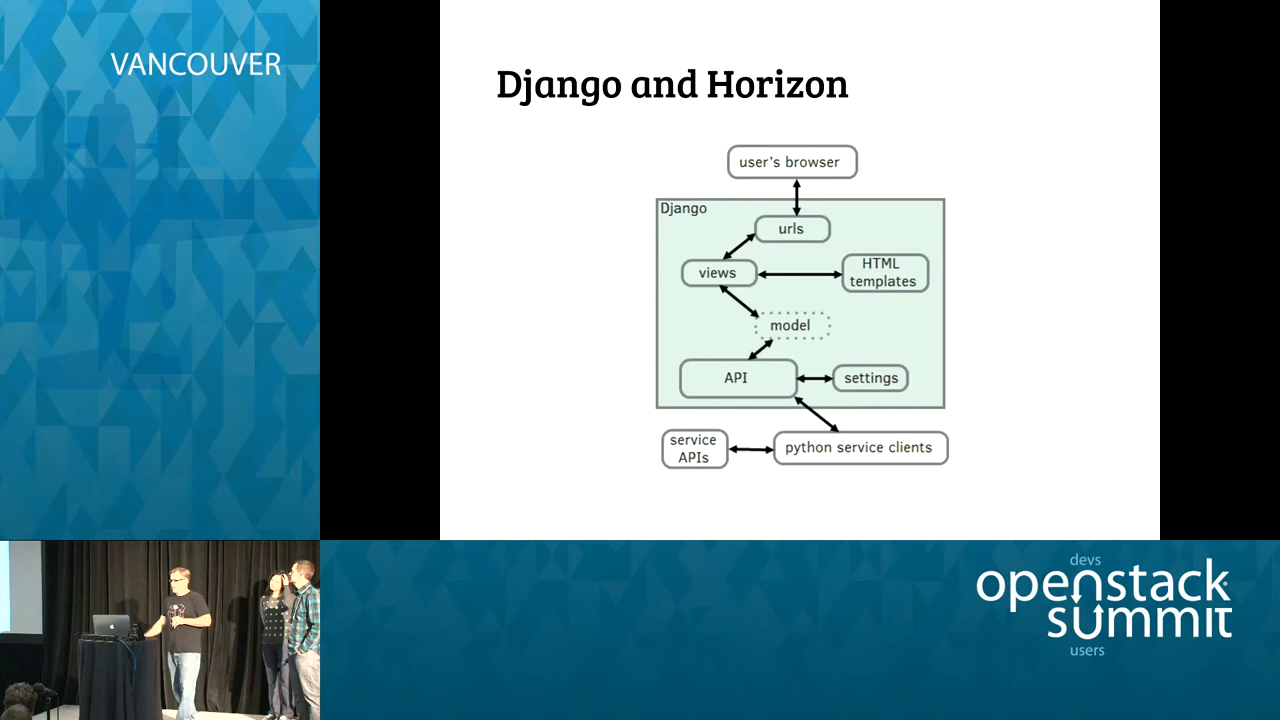 VANCOUVER
Django and Horizon
user's browser
Django
urls
views
HTML
templates
model
API
settings
service
APIs
python service clients
devs
openstack
summit
users